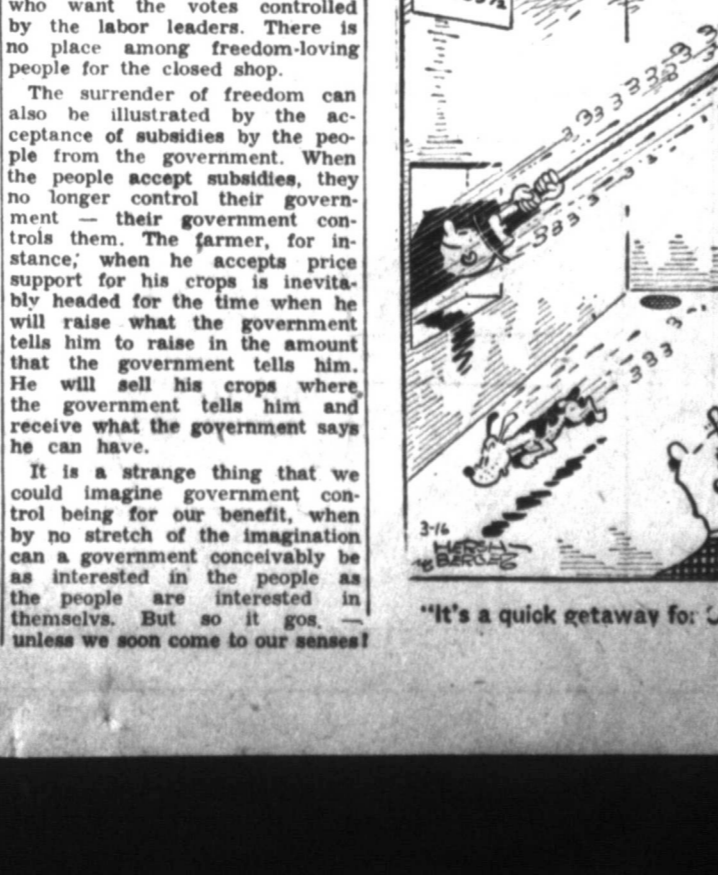 who want the votes controlled
by the labor leaders. There is
no place among freedom-loving
people for the closed shop.
The surrender of freedom can
also be illustrated by the ac-
ceptance of subsidies by the peo-
ple from the government. When
the people accept subsidies, they
no longer control their govern-
ment — their government con-
trols them. The farmer, for in-
stance, when he accepts price
support for his crops is inevita-
bly headed for the time when he
will raise what the government
tells him to raise in the amount
that the government tells him.
He will sell his crops where
the government tells him and
receive what the government says
he can have.
It is a strange thing that we
could imagine government con-
trol being for our benefit, when
by no stretch of the imagination
can a government conceivably be
as interested in the people as
the people are interested in
themselvs. But so it gos. —
unless we soon come to our senses!
3-16
HERSH
BERGER
"It's a quick getaway for